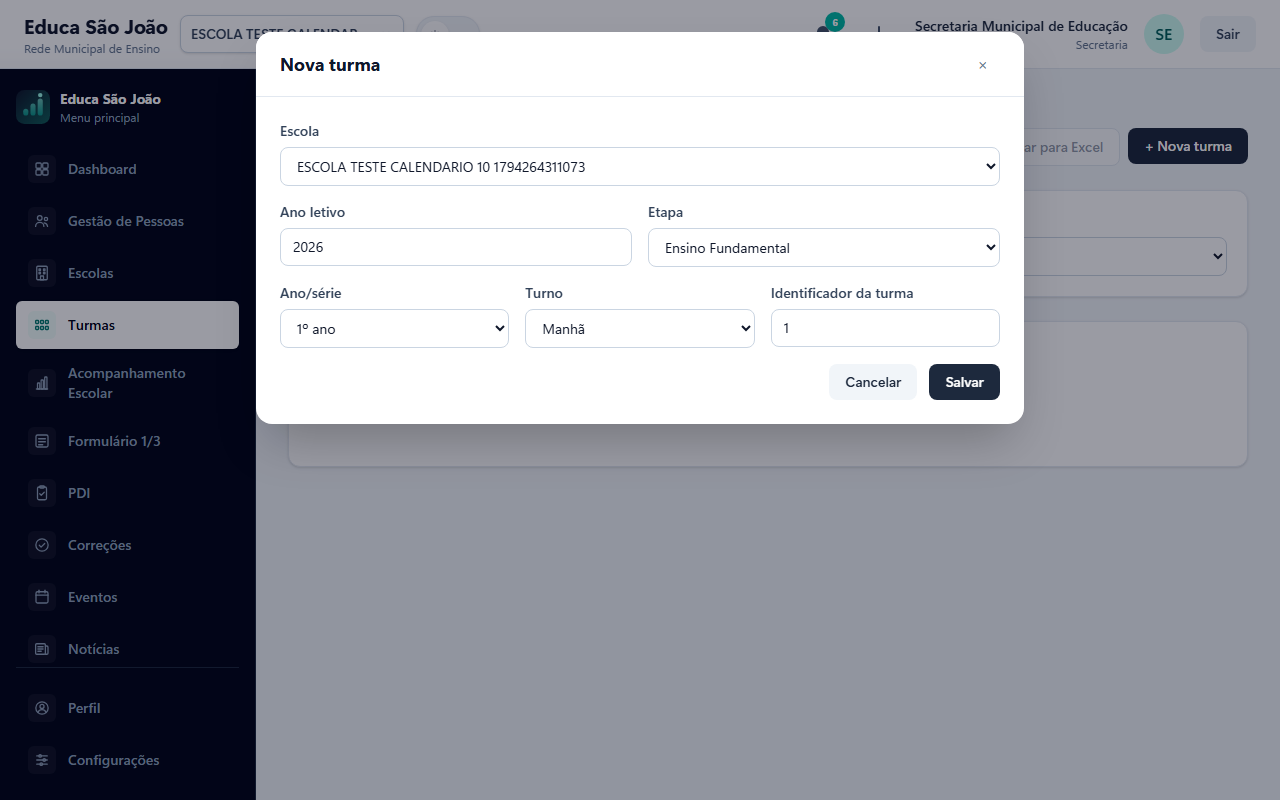 Educa São João
Rede Municipal de Ensino
ESCOLA TESTE CALENDAR
6
Secretaria Municipal de Educação
Secretaria
SE
Sair
Educa São João
Menu principal
Dashboard
Gestão de Pessoas
Escolas
Turmas
Acompanhamento
Escolar
Formulário 1/3
PDI
Correções
Eventos
Notícias
Perfil
Configurações
ar para Excel
+ Nova turma
Nova turma
×
Escola
ESCOLA TESTE CALENDARIO 10 1794264311073
Ano letivo
Etapa
2026
Ensino Fundamental
Ano/série
Turno
Identificador da turma
1º ano
Manhã
1
Cancelar
Salvar